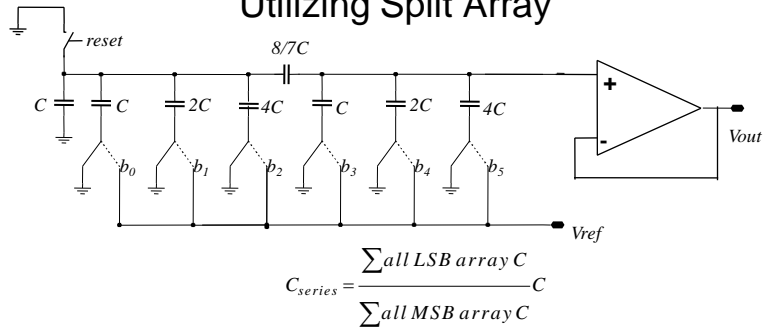 Utilizing Split Array
reset
8/7C
C C 2C 4C C 2C 4C
+
-
Vout
b0 b1 b2 b3 b4 b5
Vref
Cseries = ∑all LSB array C / ∑all MSB array C C